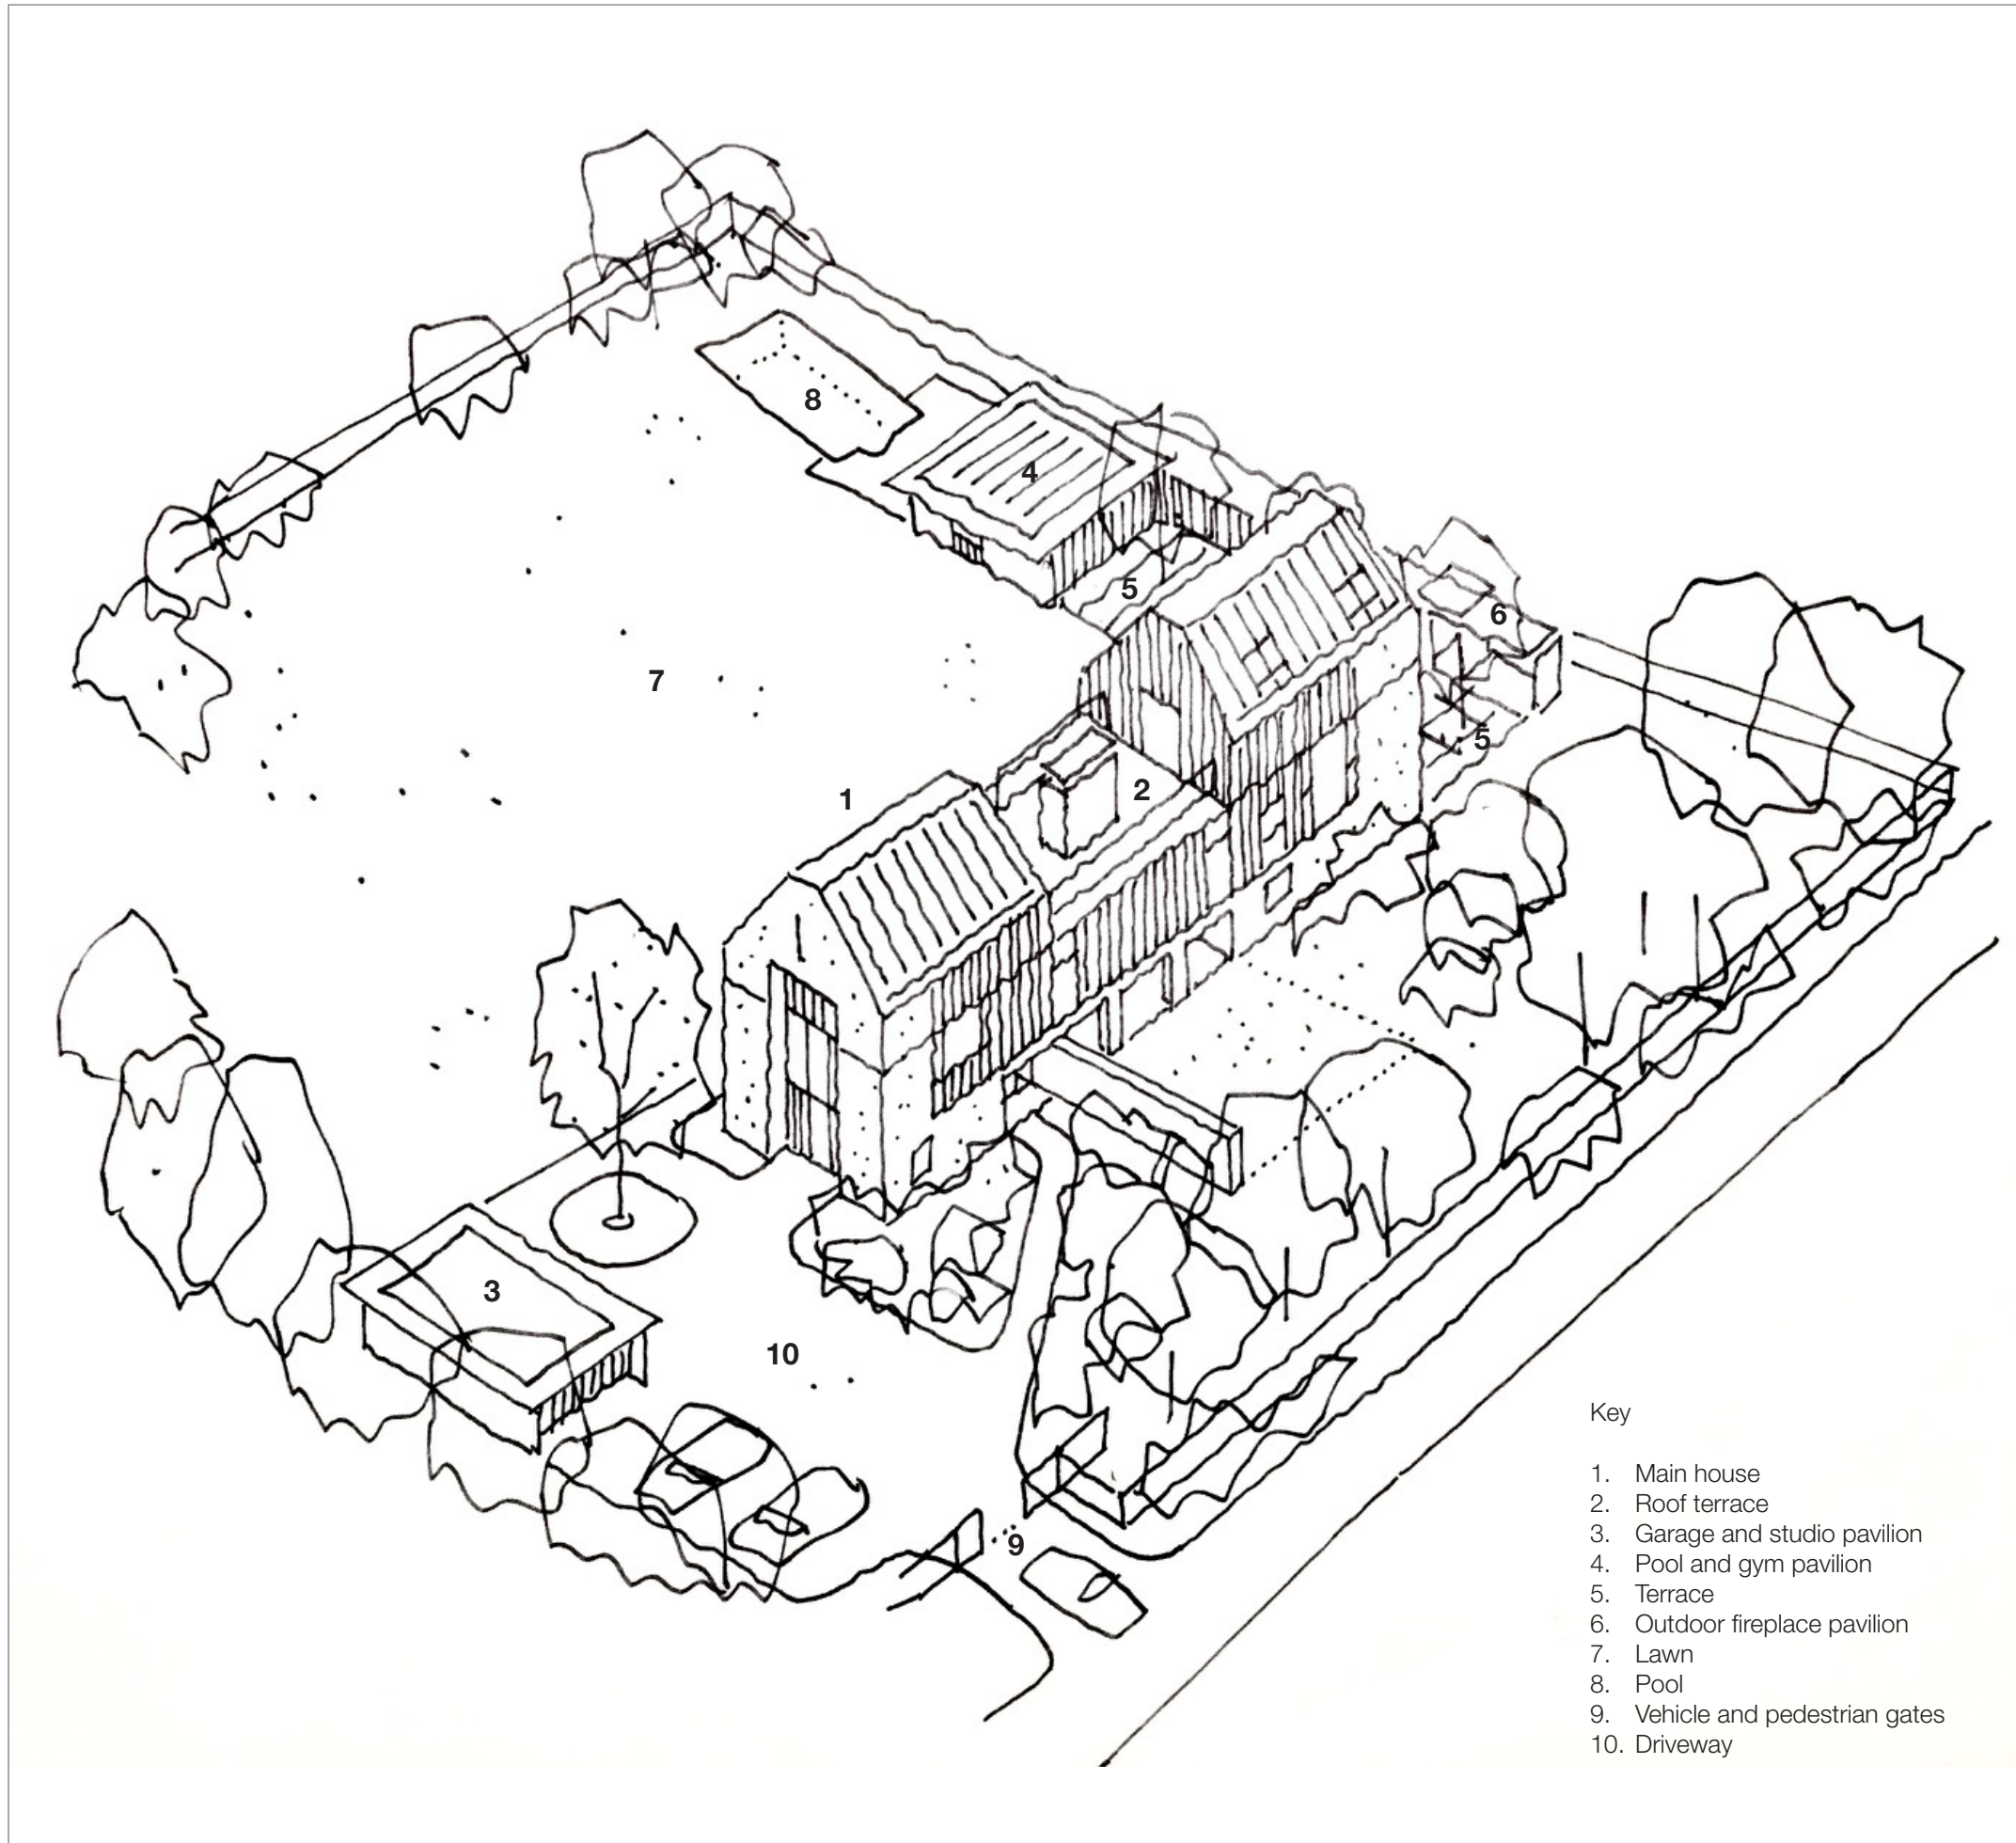 8
4
5
6
7
5
1
2
3
10
9
Key
1. Main house
2. Roof terrace
3. Garage and studio pavilion
4. Pool and gym pavilion
5. Terrace
6. Outdoor fireplace pavilion
7. Lawn
8. Pool
9. Vehicle and pedestrian gates
10. Driveway